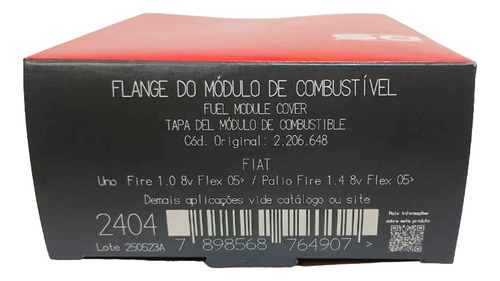 FLANGE DO MÓDULO DE COMBUSTÍVEL
FUEL MODULE COVER
TAPA DEL MÓDULO DE COMBUSTIBLE
Cód. Original: 2.206.648
FIAT
Uno Fire 1.0 8v Flex 05> / Palio Fire 1.4 8v Flex 05>
Demais aplicações vide catálogo ou site
2404
Lote 250523A
7 898568 764907 >
Mais informações
sobre este produto